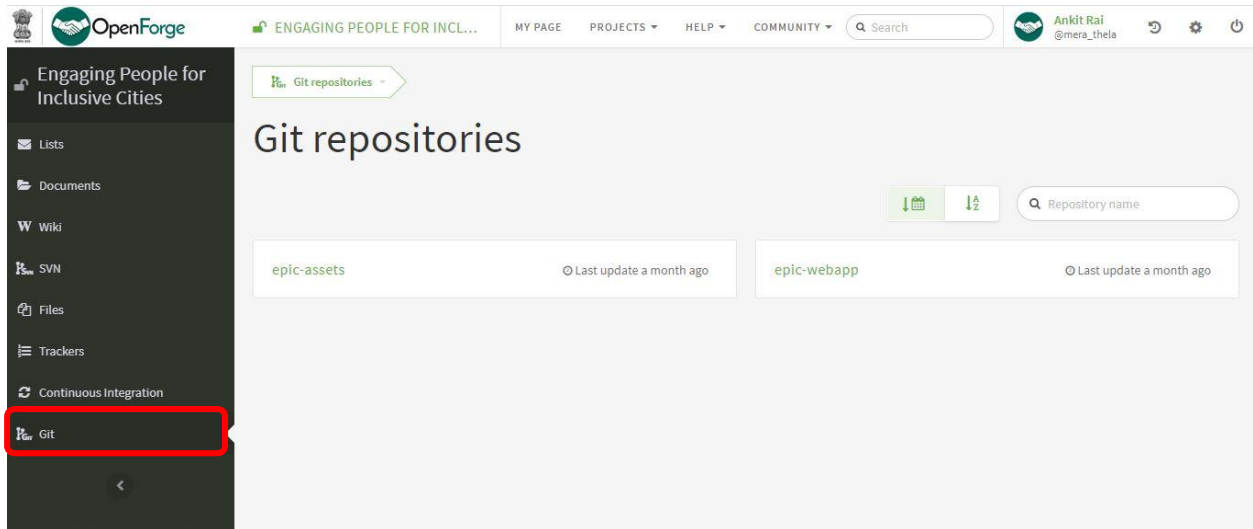 OpenForge
ENGAGING PEOPLE FOR INCL...
MY PAGE
PROJECTS
HELP
COMMUNITY
Search
Ankit Rai
@mera_thela
Engaging People for
Inclusive Cities
Lists
Documents
W Wiki
SVN
Files
Trackers
Continuous Integration
Git
Git repositories
Git repositories
Repository name
epic-assets
Last update a month ago
epic-webapp
Last update a month ago